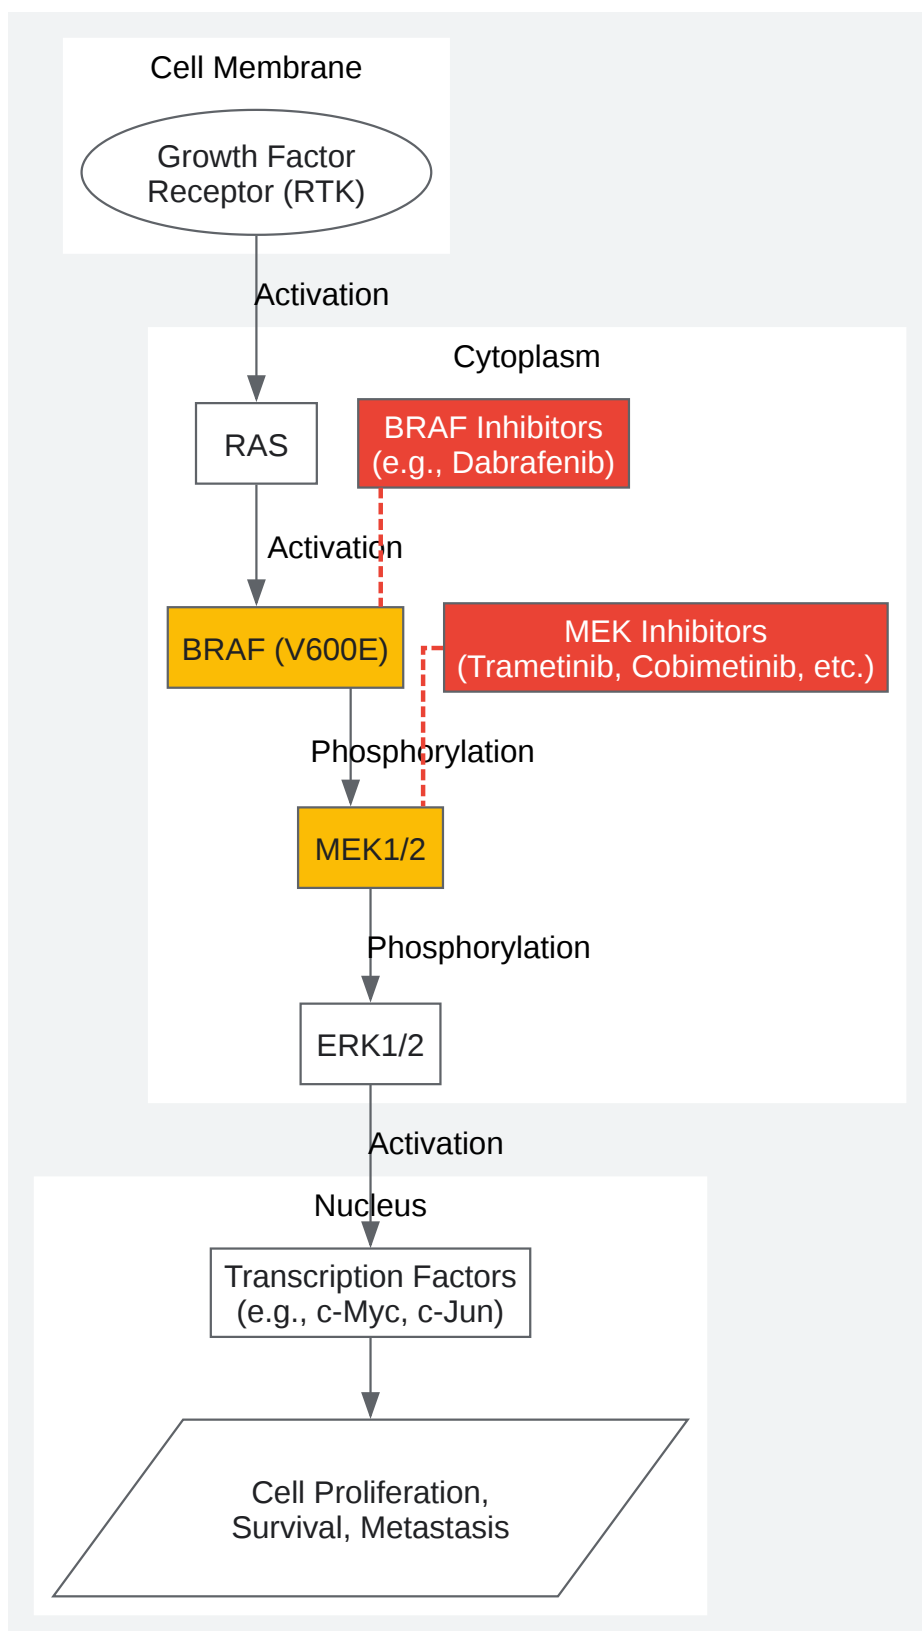 Cell Membrane
Growth Factor
Receptor (RTK)
Activation
Cytoplasm
RAS
BRAF Inhibitors
(e.g., Dabrafenib)
Activation
BRAF (V600E)
MEK Inhibitors
(Trametinib, Cobimetinib, etc.)
Phosphorylation
MEK1/2
Phosphorylation
ERK1/2
Activation
Nucleus
Transcription Factors
(e.g., c-Myc, c-Jun)
Cell Proliferation,
Survival, Metastasis